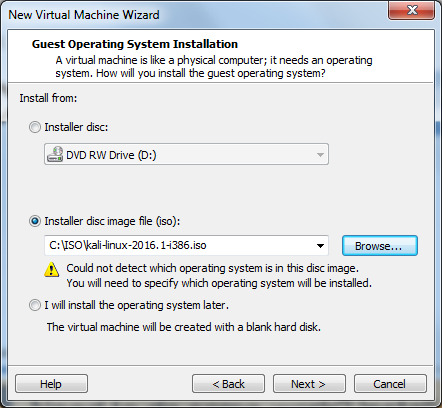 New Virtual Machine Wizard
Guest Operating System Installation
A virtual machine is like a physical computer; it needs an operating
system. How will you install the guest operating system?
Install from:
Installer disc:
DVD RW Drive (D:)
Installer disc image file (iso):
C:\ISO\kali-linux-2016.1-i386.iso
Browse...
Could not detect which operating system is in this disc image.
You will need to specify which operating system will be installed.
I will install the operating system later.
The virtual machine will be created with a blank hard disk.
Help
< Back
Next >
Cancel